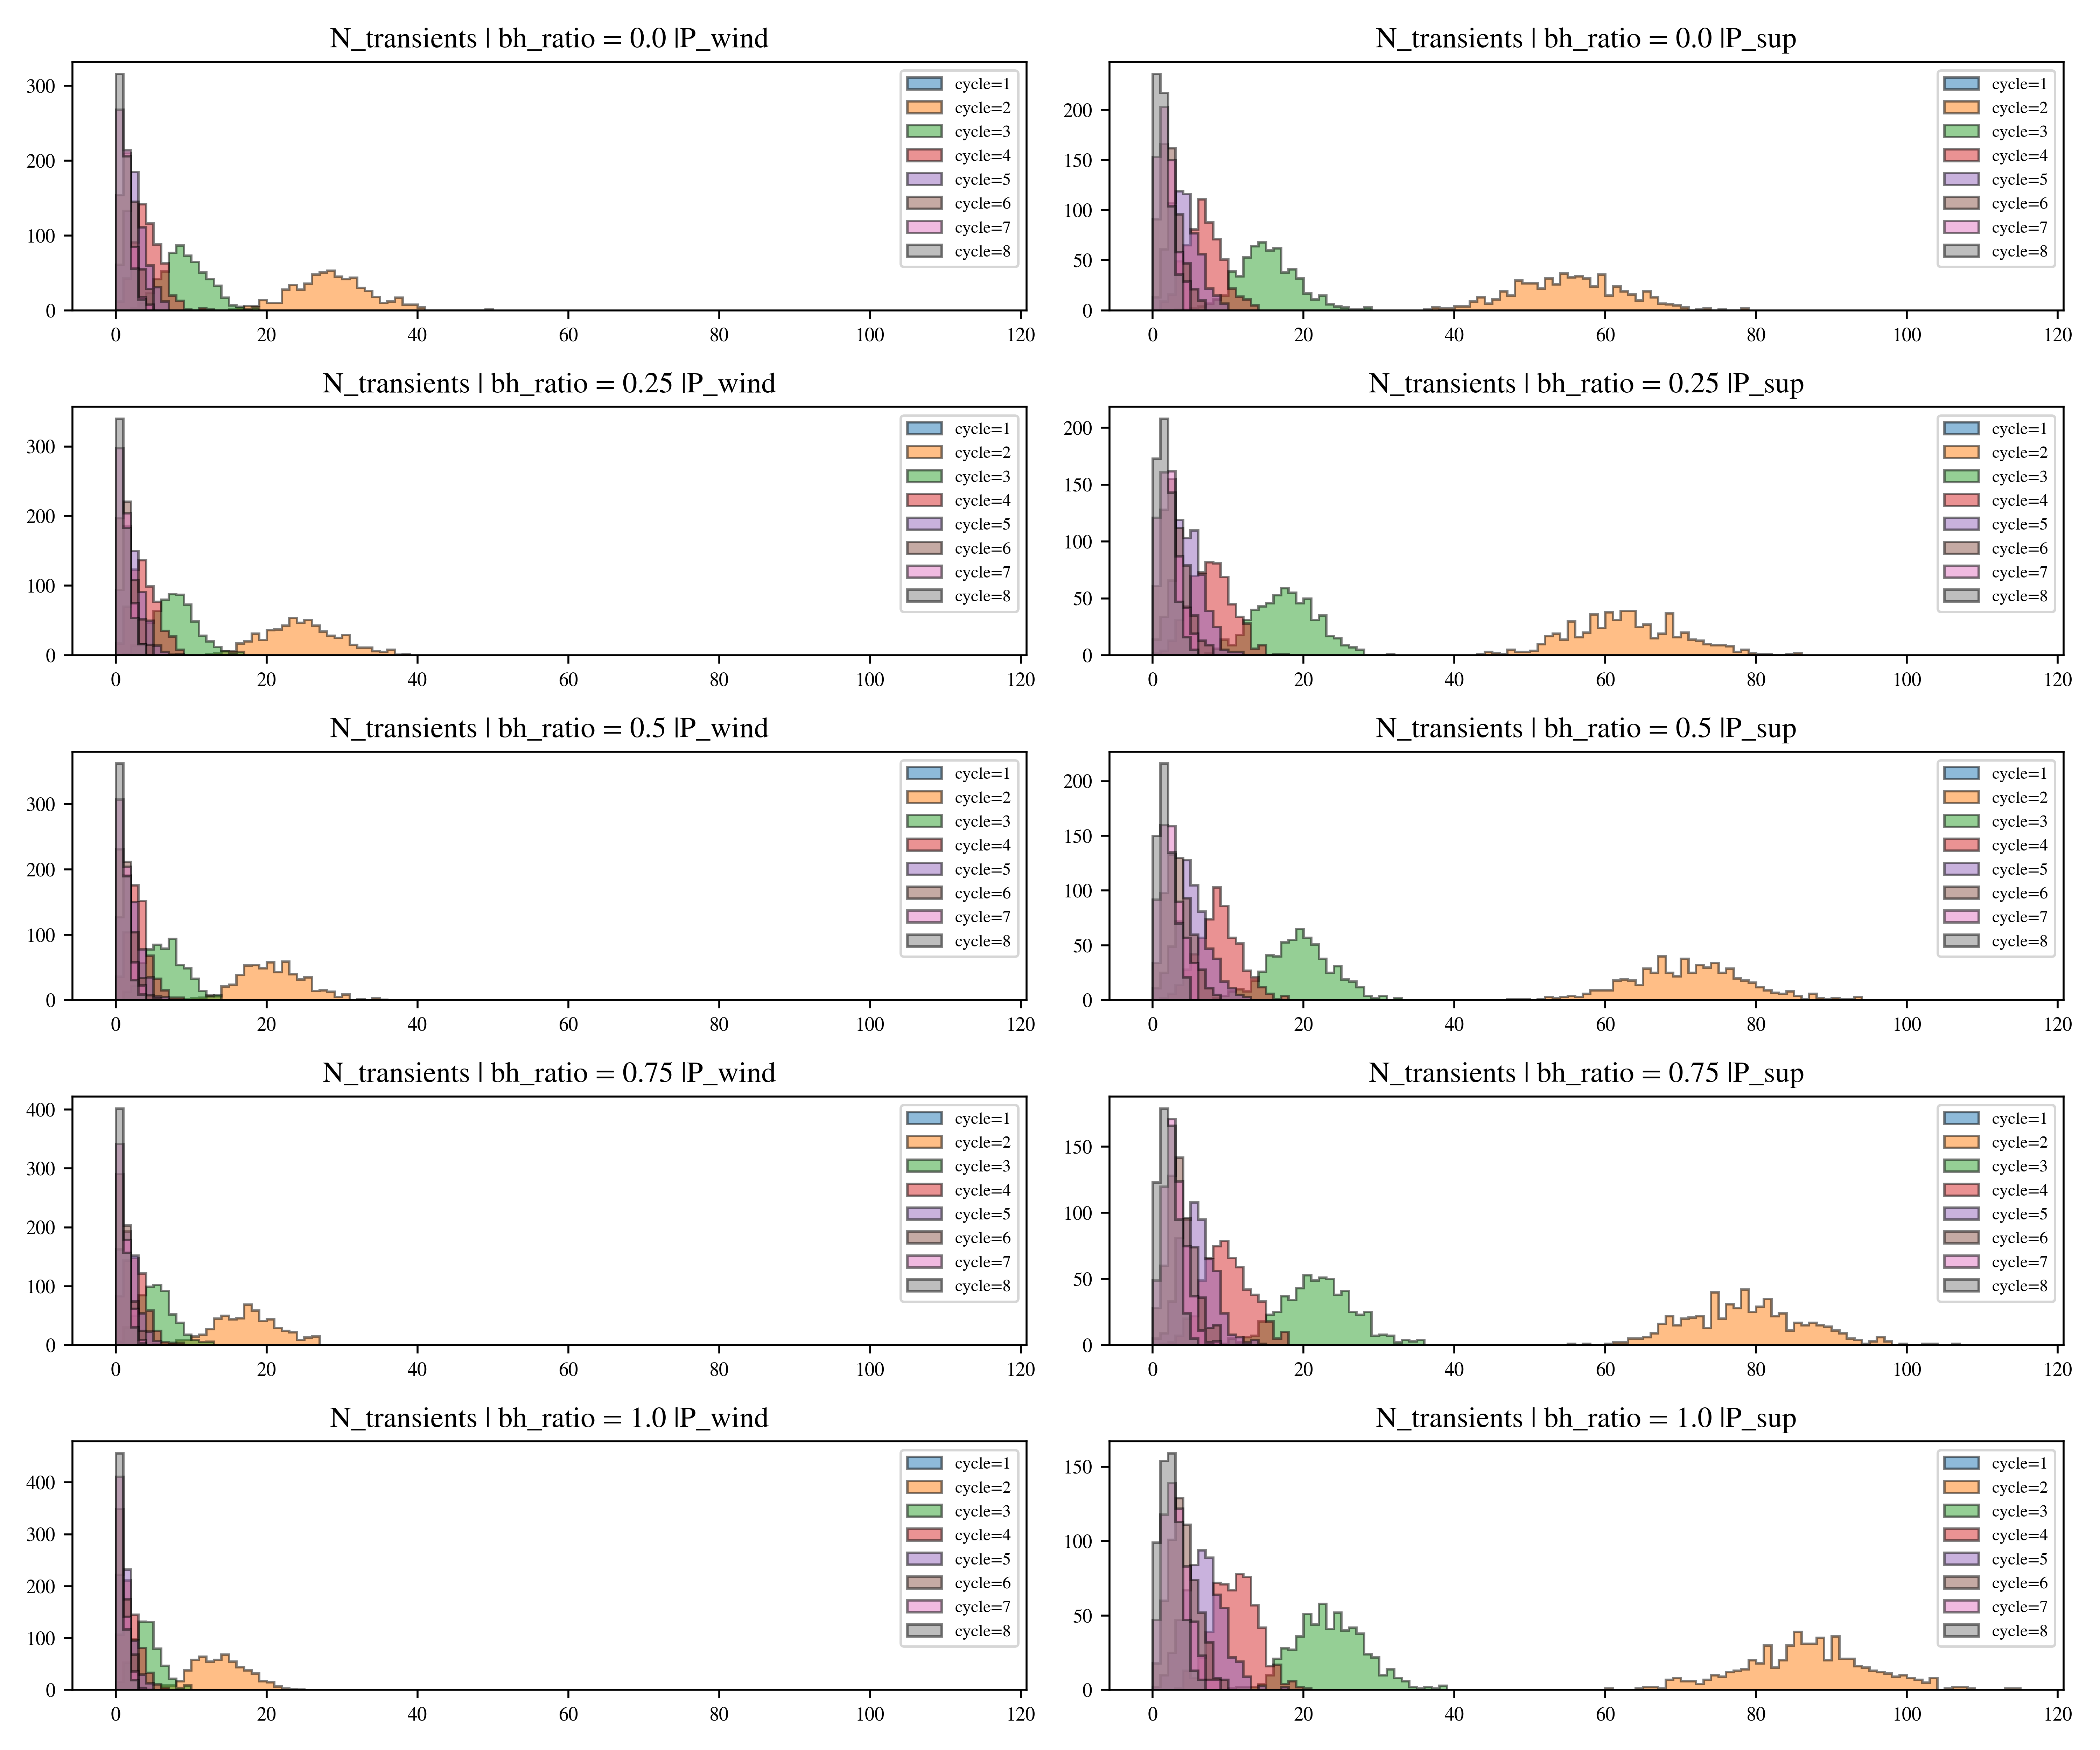 N_transients | bh_ratio = 0.0 |P_wind
300
200
100
0
0 20 40 60 80 100 120
cycle=1
cycle=2
cycle=3
cycle=4
cycle=5
cycle=6
cycle=7
cycle=8
N_transients | bh_ratio = 0.0 |P_sup
200
150
100
50
0
0 20 40 60 80 100 120
cycle=1
cycle=2
cycle=3
cycle=4
cycle=5
cycle=6
cycle=7
cycle=8
N_transients | bh_ratio = 0.25 |P_wind
300
200
100
0
0 20 40 60 80 100 120
cycle=1
cycle=2
cycle=3
cycle=4
cycle=5
cycle=6
cycle=7
cycle=8
N_transients | bh_ratio = 0.25 |P_sup
200
150
100
50
0
0 20 40 60 80 100 120
cycle=1
cycle=2
cycle=3
cycle=4
cycle=5
cycle=6
cycle=7
cycle=8
N_transients | bh_ratio = 0.5 |P_wind
300
200
100
0
0 20 40 60 80 100 120
cycle=1
cycle=2
cycle=3
cycle=4
cycle=5
cycle=6
cycle=7
cycle=8
N_transients | bh_ratio = 0.5 |P_sup
200
150
100
50
0
0 20 40 60 80 100 120
cycle=1
cycle=2
cycle=3
cycle=4
cycle=5
cycle=6
cycle=7
cycle=8
N_transients | bh_ratio = 0.75 |P_wind
400
300
200
100
0
0 20 40 60 80 100 120
cycle=1
cycle=2
cycle=3
cycle=4
cycle=5
cycle=6
cycle=7
cycle=8
N_transients | bh_ratio = 0.75 |P_sup
150
100
50
0
0 20 40 60 80 100 120
cycle=1
cycle=2
cycle=3
cycle=4
cycle=5
cycle=6
cycle=7
cycle=8
N_transients | bh_ratio = 1.0 |P_wind
400
300
200
100
0
0 20 40 60 80 100 120
cycle=1
cycle=2
cycle=3
cycle=4
cycle=5
cycle=6
cycle=7
cycle=8
N_transients | bh_ratio = 1.0 |P_sup
150
100
50
0
0 20 40 60 80 100 120
cycle=1
cycle=2
cycle=3
cycle=4
cycle=5
cycle=6
cycle=7
cycle=8